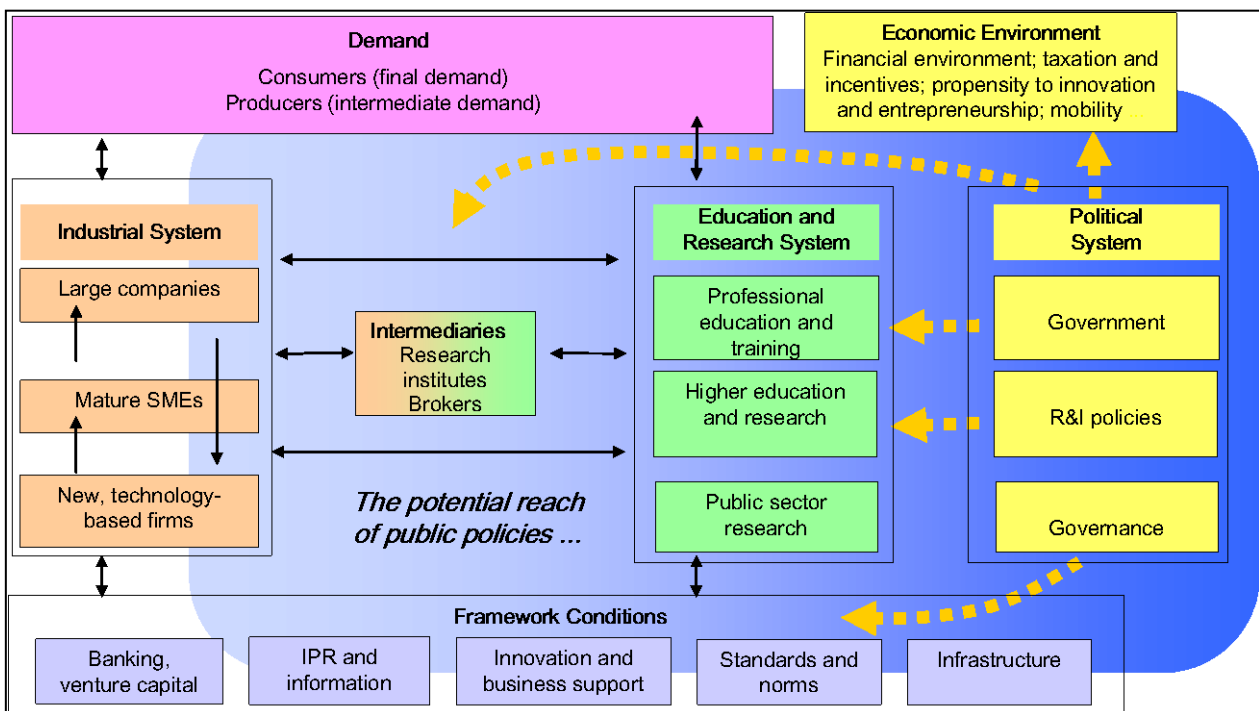 Demand
Consumers (final demand)
Producers (intermediate demand)
Economic Environment
Financial environment; taxation and
incentives; propensity to innovation
and entrepreneurship; mobility ...
Industrial System
Large companies
Mature SMEs
New, technology-
based firms
Intermediaries
Research
institutes
Brokers
The potential reach
of public policies ...
Education and
Research System
Professional
education and
training
Higher education
and research
Public sector
research
Political
System
Government
R&I policies
Governance
Framework Conditions
Banking,
venture capital
IPR and
information
Innovation and
business support
Standards and
norms
Infrastructure